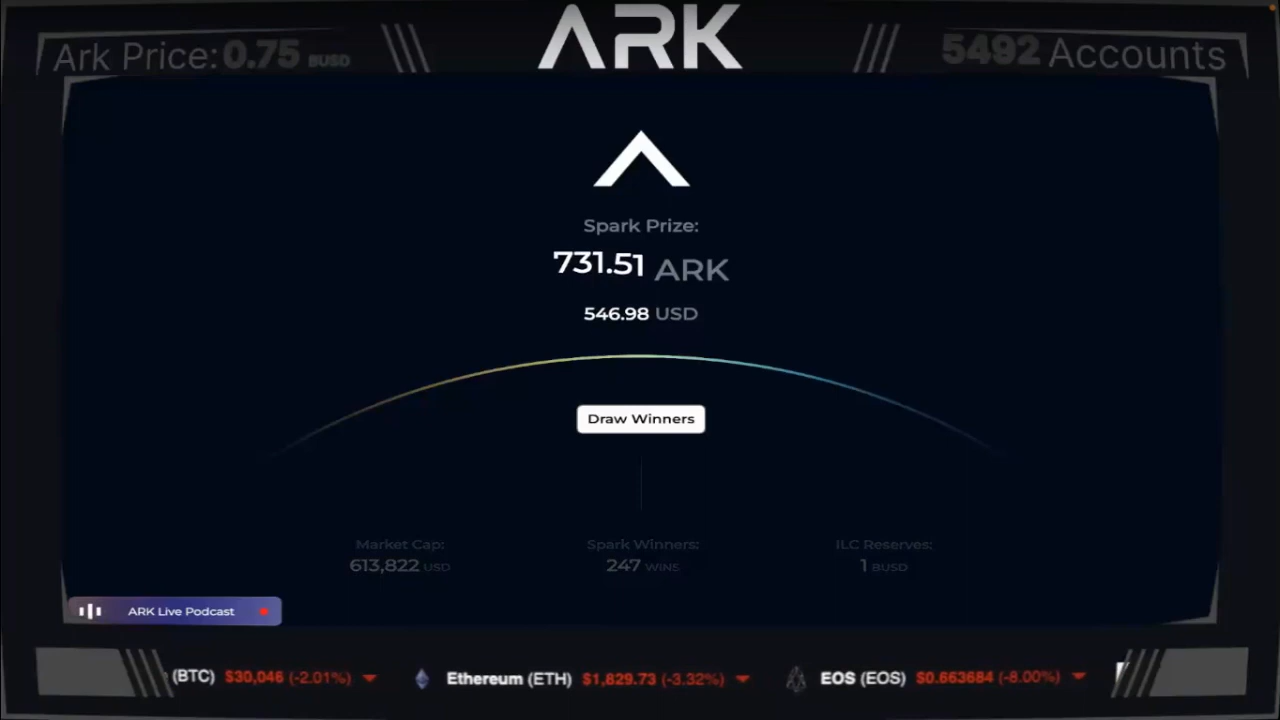 ARK
Ark Price: 0.75 BUSD
5492 Accounts
Spark Prize:
731.51 ARK
546.98 USD
Draw Winners
Market Cap:
613,822 USD
Spark Winners:
247 WINS
ILC Reserves:
1 BUSD
ARK Live Podcast
(BTC) $30,046 (-2.01%)
Ethereum (ETH) $1,829.73 (-3.32%)
EOS (EOS) $0.663684 (-8.00%)